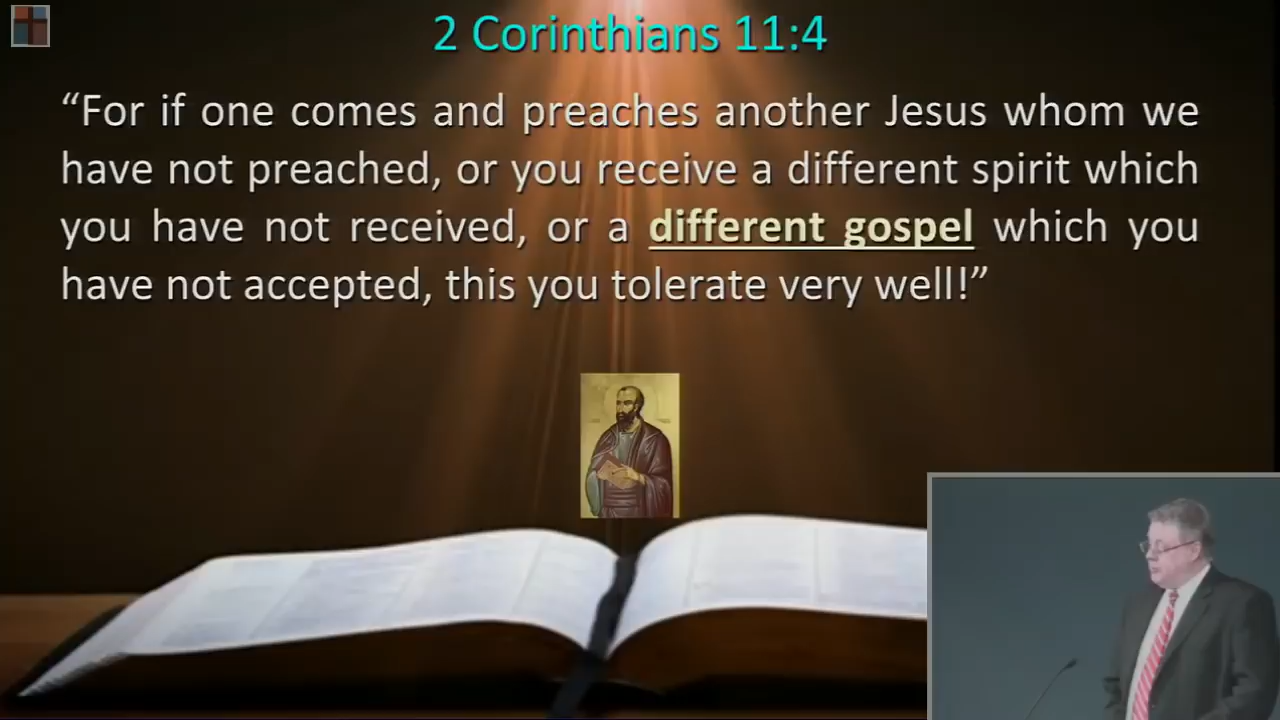 2 Corinthians 11:4
“For if one comes and preaches another Jesus whom we
have not preached, or you receive a different spirit which
you have not received, or a different gospel which you
have not accepted, this you tolerate very well!”